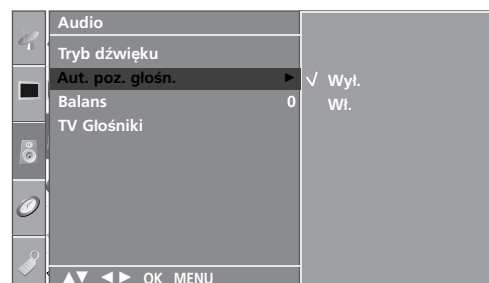 Audio
Tryb dźwięku
Aut. poz. głośn. ► √ Wył.
Balans 0 Wł.
TV Głośniki
▲▼ ◄► OK MENU